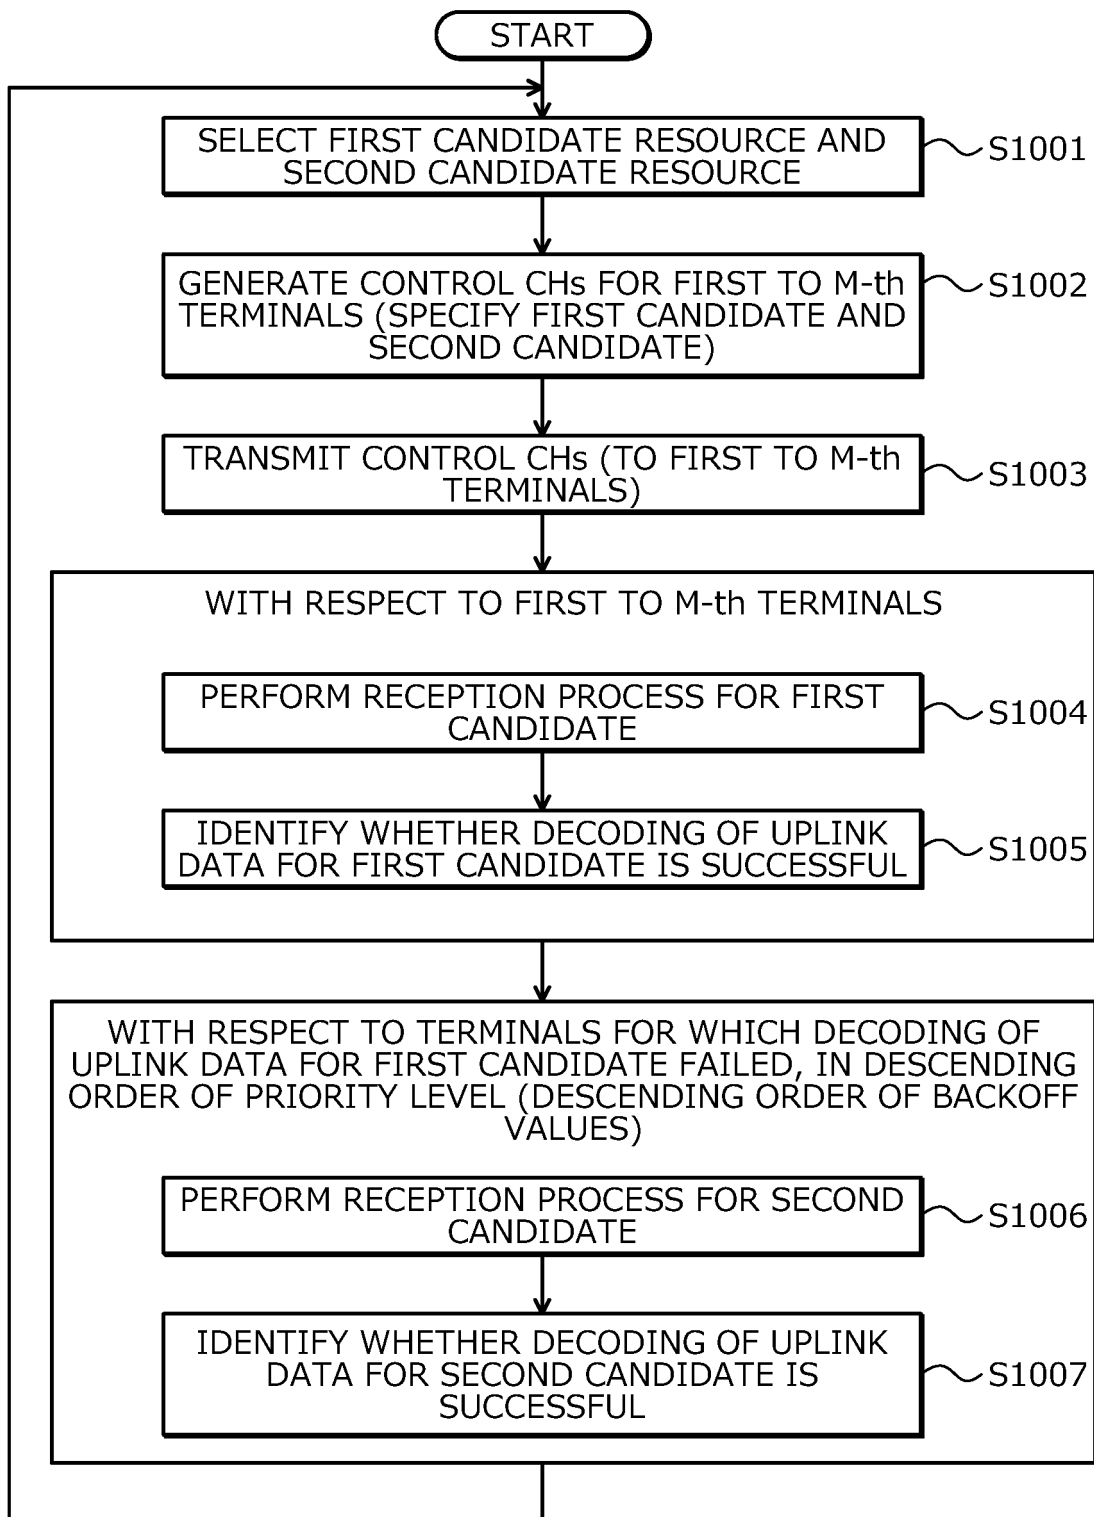 START
SELECT FIRST CANDIDATE RESOURCE AND
SECOND CANDIDATE RESOURCE
S1001
GENERATE CONTROL CHs FOR FIRST TO M-th
TERMINALS (SPECIFY FIRST CANDIDATE AND
SECOND CANDIDATE)
S1002
TRANSMIT CONTROL CHs (TO FIRST TO M-th
TERMINALS)
S1003
WITH RESPECT TO FIRST TO M-th TERMINALS
PERFORM RECEPTION PROCESS FOR FIRST
CANDIDATE
S1004
IDENTIFY WHETHER DECODING OF UPLINK
DATA FOR FIRST CANDIDATE IS SUCCESSFUL
S1005
WITH RESPECT TO TERMINALS FOR WHICH DECODING OF
UPLINK DATA FOR FIRST CANDIDATE FAILED, IN DESCENDING
ORDER OF PRIORITY LEVEL (DESCENDING ORDER OF BACKOFF
VALUES)
PERFORM RECEPTION PROCESS FOR SECOND
CANDIDATE
S1006
IDENTIFY WHETHER DECODING OF UPLINK
DATA FOR SECOND CANDIDATE IS
SUCCESSFUL
S1007